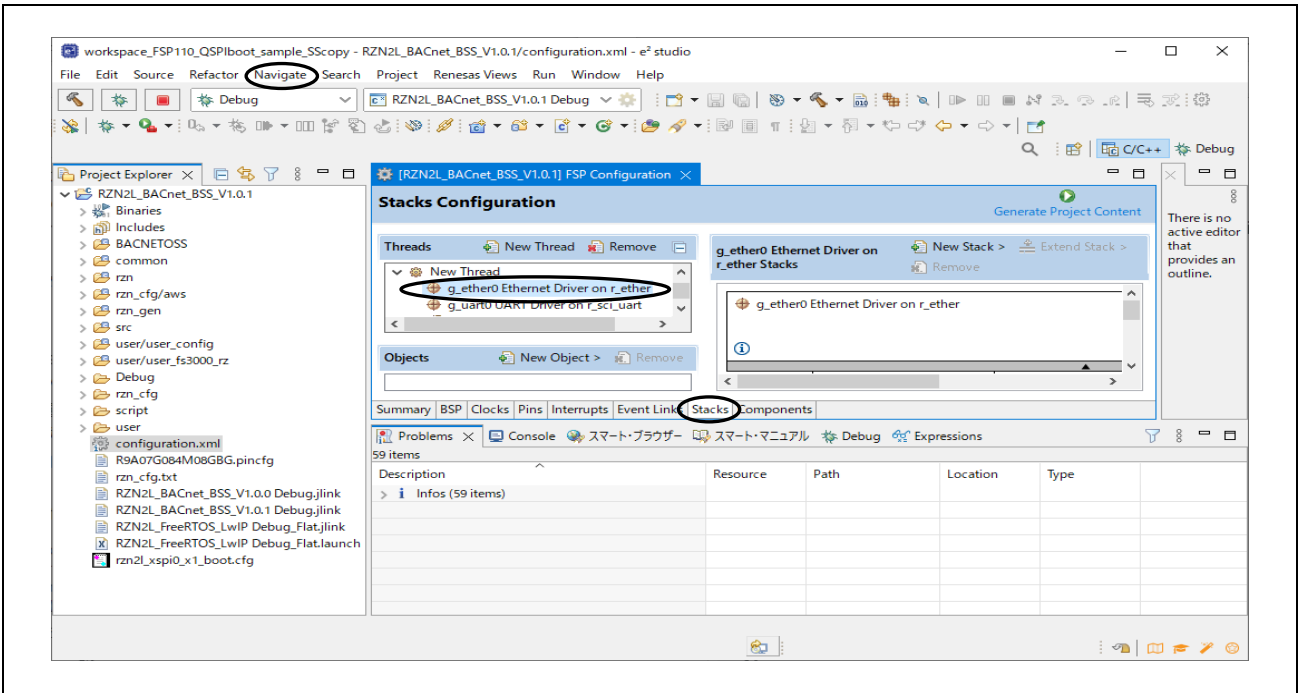 workspace_FSP110_QSPIboot_sample_SScopy - RZN2L_BACnet_BSS_V1.0.1/configuration.xml - e² studio
File Edit Source Refactor Navigate Search Project Renesas Views Run Window Help
Debug
RZN2L_BACnet_BSS_V1.0.1 Debug
C/C++
Debug
Project Explorer
RZN2L_BACnet_BSS_V1.0.1
Binaries
Includes
BACNETOSS
common
rzn
rzn_cfg/aws
rzn_gen
src
user/user_config
user/user_fs3000_rz
Debug
rzn_cfg
script
user
configuration.xml
R9A07G084M08GBG.pincfg
rzn_cfg.txt
RZN2L_BACnet_BSS_V1.0.0 Debug.jlink
RZN2L_BACnet_BSS_V1.0.1 Debug.jlink
RZN2L_FreeRTOS_LwIP Debug_Flat.jlink
RZN2L_FreeRTOS_LwIP Debug_Flat.launch
rzn2l_xspi0_x1_boot.cfg
[RZN2L_BACnet_BSS_V1.0.1] FSP Configuration
Stacks Configuration
Generate Project Content
Threads
New Thread
Remove
New Thread
g_ether0 Ethernet Driver on r_ether
g_uart0 UART Driver on r_sci_uart
Objects
New Object >
Remove
g_ether0 Ethernet Driver on
r_ether Stacks
New Stack >
Extend Stack >
Remove
g_ether0 Ethernet Driver on r_ether
Summary BSP Clocks Pins Interrupts Event Links Stacks Components
There is no
active editor
that
provides an
outline.
Problems Console スマート・ブラウザー スマート・マニュアル Debug Expressions
59 items
Description Resource Path Location Type
i Infos (59 items)